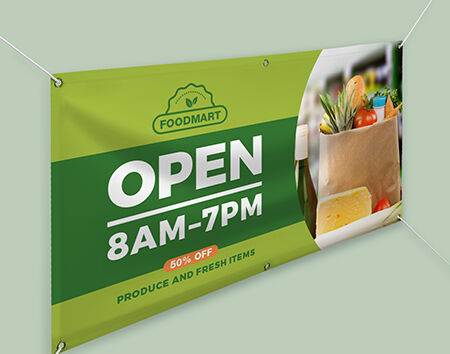 FOODMART
OPEN
8AM-7PM
50% OFF
PRODUCE AND FRESH ITEMS